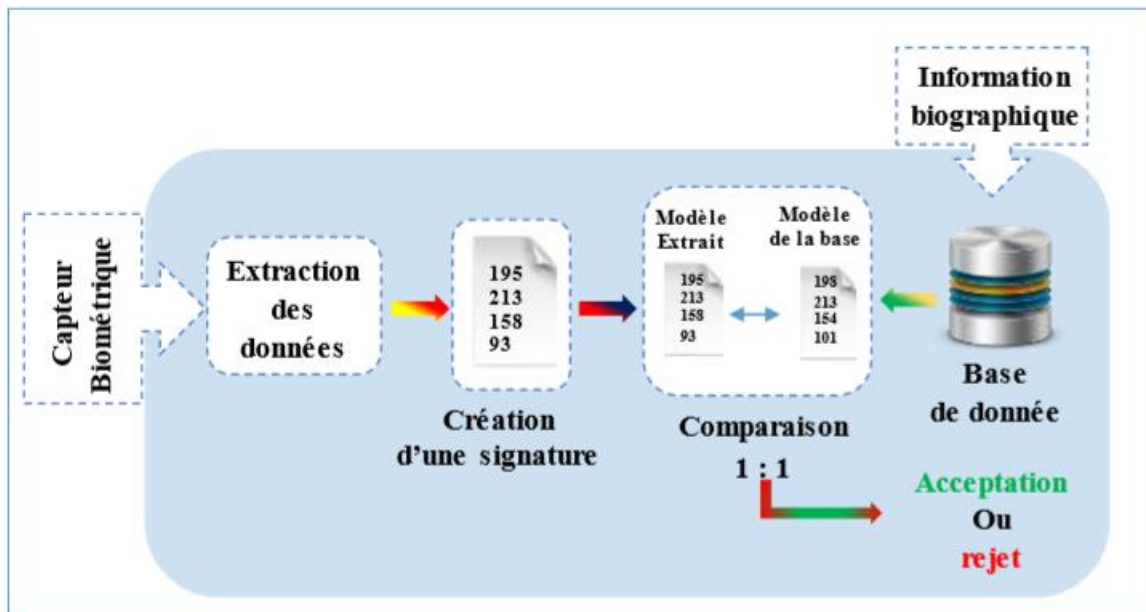 Information
biographique
Capteur
Biométrique
Extraction
des
données
195
213
158
93
Création
d'une signature
Modèle
Extrait
195
213
158
93
Modèle
de la base
198
213
154
101
Comparaison
1 : 1
Base
de donnée
Acceptation
Ou
rejet